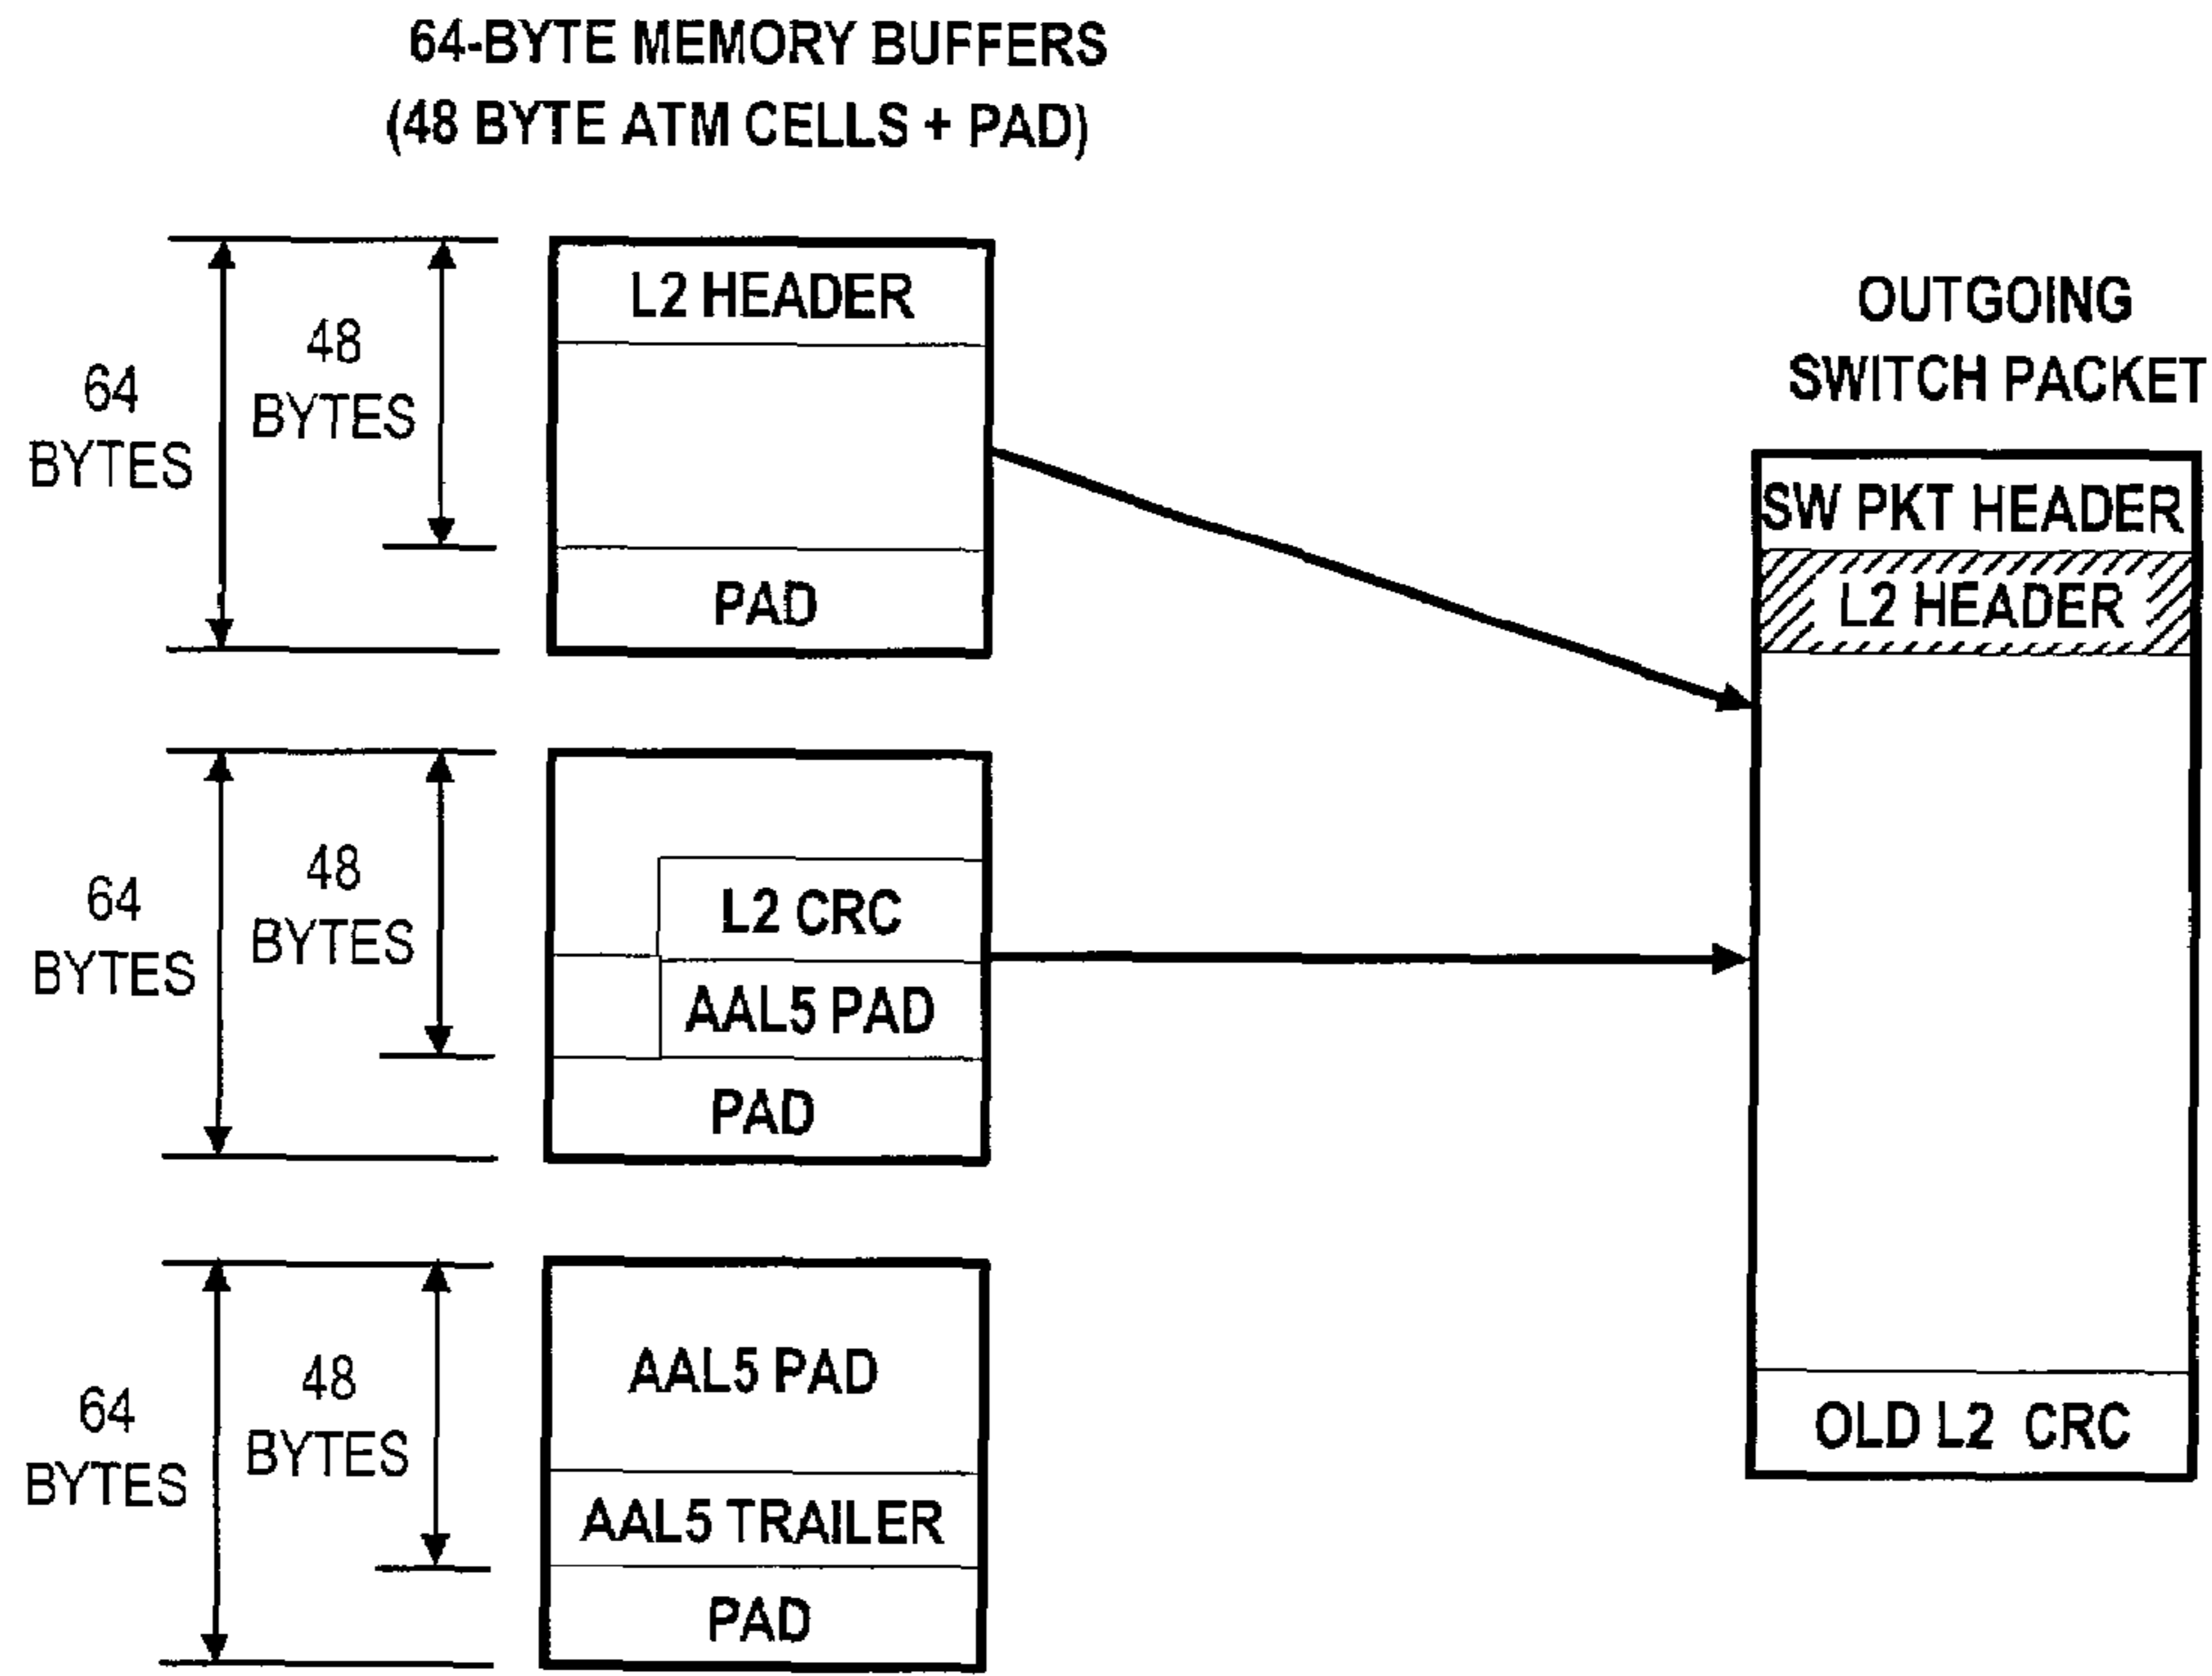 64-BYTE MEMORY BUFFERS
(48 BYTE ATM CELLS + PAD)
64
BYTES
48
BYTES
L2 HEADER
PAD
64
BYTES
48
BYTES
L2 CRC
AAL5 PAD
PAD
64
BYTES
48
BYTES
AAL5 PAD
AAL5 TRAILER
PAD
OUTGOING
SWITCH PACKET
SW PKT HEADER
L2 HEADER
OLD L2 CRC